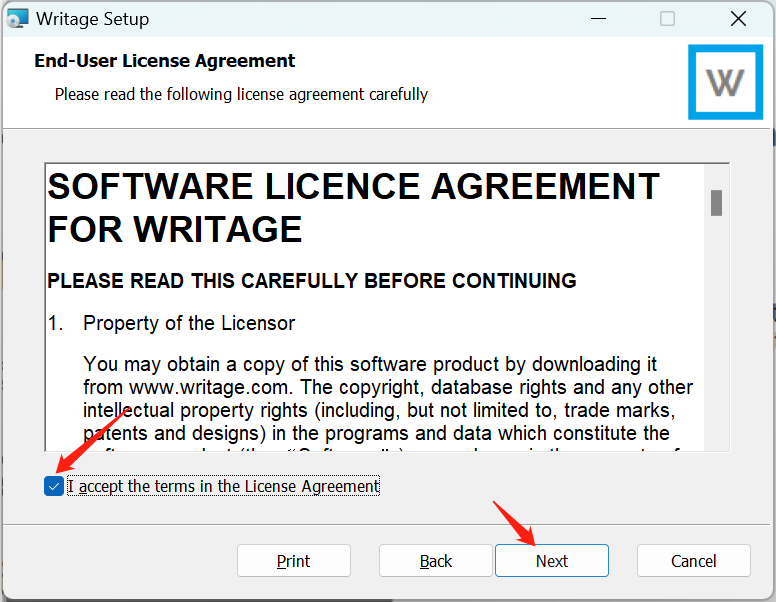 Writage Setup
End-User License Agreement
Please read the following license agreement carefully
W
SOFTWARE LICENCE AGREEMENT
FOR WRITAGE
PLEASE READ THIS CAREFULLY BEFORE CONTINUING
1. Property of the Licensor
You may obtain a copy of this software product by downloading it
from www.writage.com. The copyright, database rights and any other
intellectual property rights (including, but not limited to, trade marks,
patents and designs) in the programs and data which constitute the
I accept the terms in the License Agreement
Print Back Next Cancel